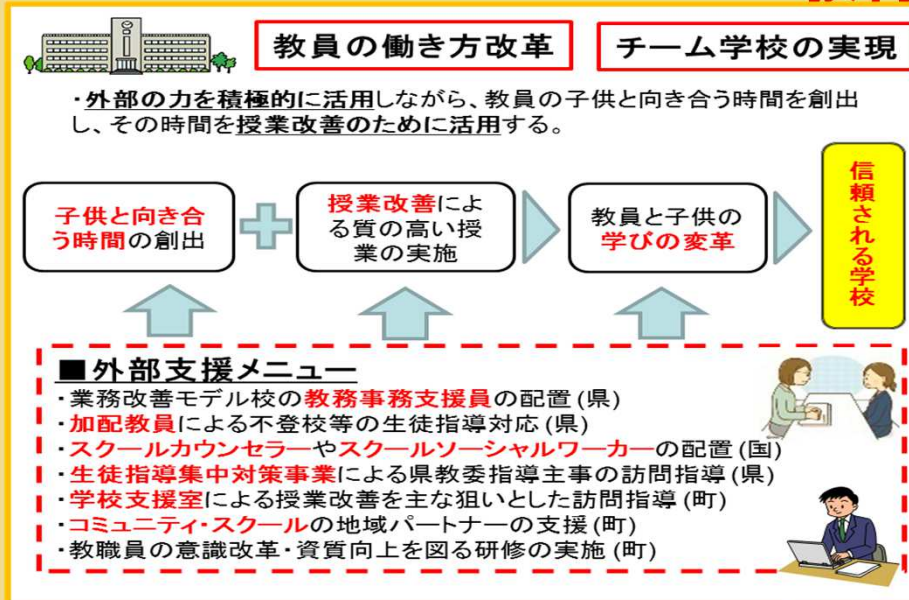 教員の働き方改革
チーム学校の実現
・外部の力を積極的に活用しながら、教員の子供と向き合う時間を創出
し、その時間を授業改善のために活用する。
子供と向き合
う時間の創出
授業改善によ
る質の高い授
業の実施
教員と子供の
学びの変革
信頼される学校
■外部支援メニュー
・業務改善モデル校の教務事務支援員の配置(県)
・加配教員による不登校等の生徒指導対応(県)
・スクールカウンセラーやスクールソーシャルワーカーの配置(国)
・生徒指導集中対策事業による県教委指導主事の訪問指導(県)
・学校支援室による授業改善を主な狙いとした訪問指導(町)
・コミュニティ・スクールの地域パートナーの支援(町)
・教職員の意識改革・資質向上を図る研修の実施(町)